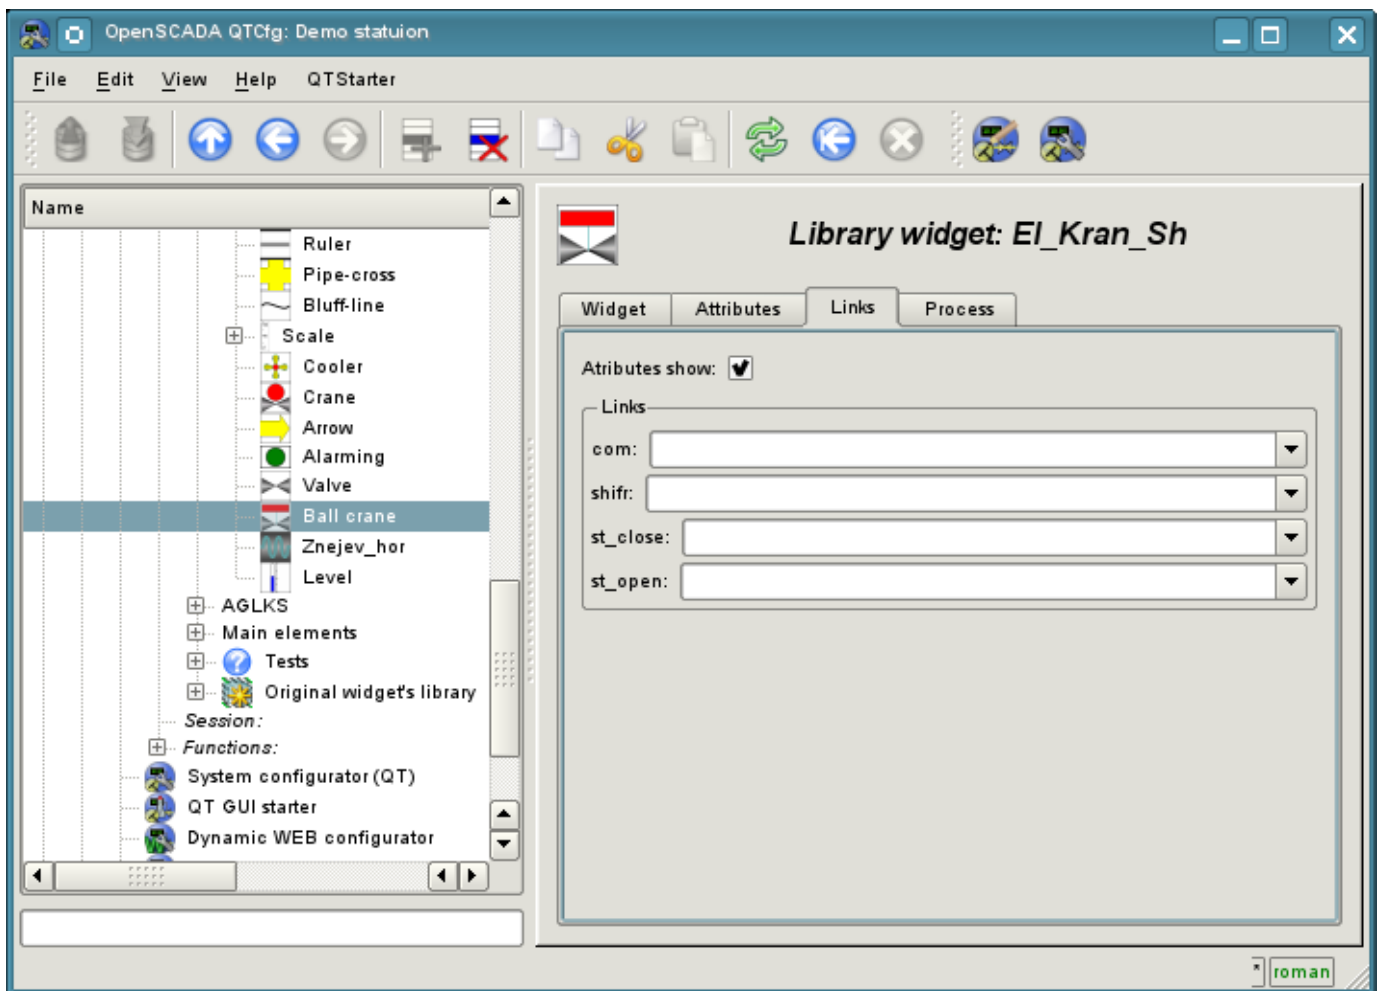 OpenSCADA QTCfg: Demo statuion
File Edit View Help QTStarter
Name
Ruler
Pipe-cross
Bluff-line
Scale
Cooler
Crane
Arrow
Alarming
Valve
Ball crane
Znejev_hor
Level
AGLKS
Main elements
Tests
Original widget's library
Session:
Functions:
System configurator (QT)
QT GUI starter
Dynamic WEB configurator
Library widget: El_Kran_Sh
Widget Attributes Links Process
Atributes show:
Links
com:
shifr:
st_close:
st_open:
* roman